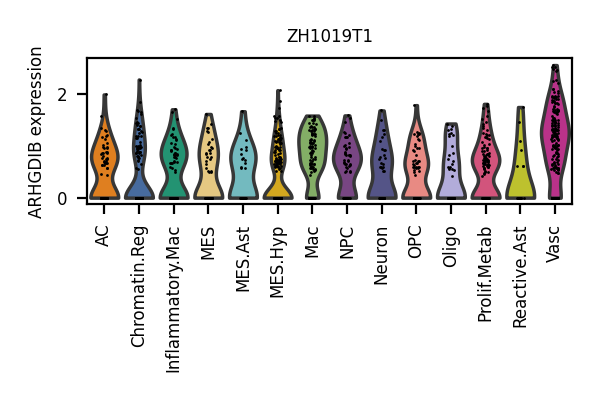 ZH1019T1
ARHGDIB expression
2
0
AC
Chromatin.Reg
Inflammatory.Mac
MES
MES.Ast
MES.Hyp
Mac
NPC
Neuron
OPC
Oligo
Prolif.Metab
Reactive.Ast
Vasc